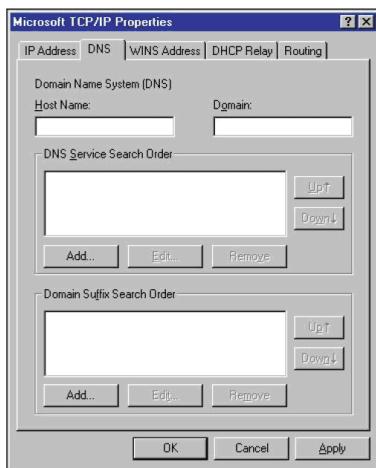 Microsoft TCP/IP Properties
IP Address DNS WINS Address DHCP Relay Routing
Domain Name System (DNS)
Host Name: Domain:
DNS Service Search Order
Up↑
Down↓
Add... Edit... Remove
Domain Suffix Search Order
Up↑
Down↓
Add... Edit... Remove
OK Cancel Apply